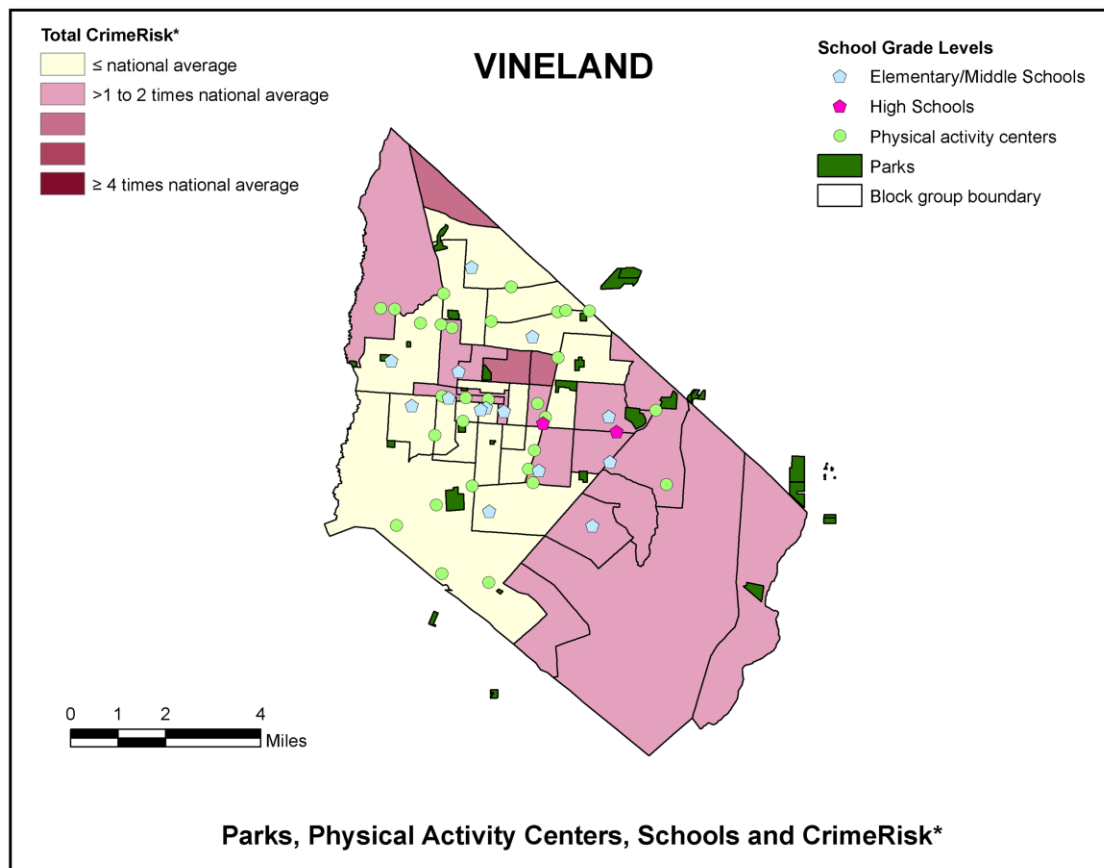 Total CrimeRisk*
≤ national average
>1 to 2 times national average
≥ 4 times national average
VINELAND
School Grade Levels
Elementary/Middle Schools
High Schools
Physical activity centers
Parks
Block group boundary
0 1 2 4
Miles
Parks, Physical Activity Centers, Schools and CrimeRisk*